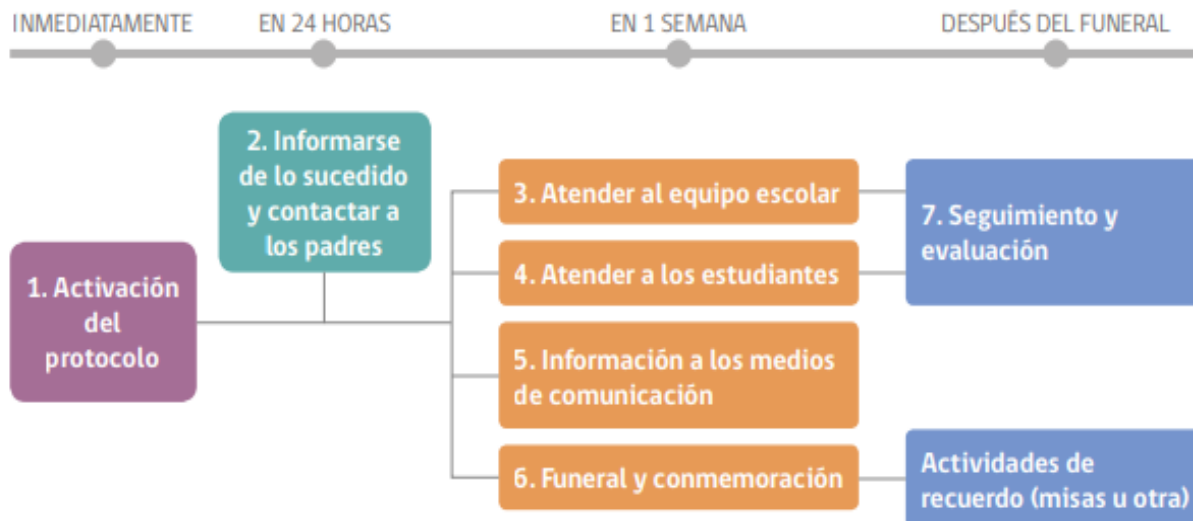 INMEDIATAMENTE
EN 24 HORAS
EN 1 SEMANA
DESPUÉS DEL FUNERAL
1. Activación
del
protocolo
2. Informarse
de lo sucedido
y contactar a
los padres
3. Atender al equipo escolar
4. Atender a los estudiantes
5. Información a los medios
de comunicación
6. Funeral y conmemoración
7. Seguimiento y
evaluación
Actividades de
recuerdo (misas u otra)